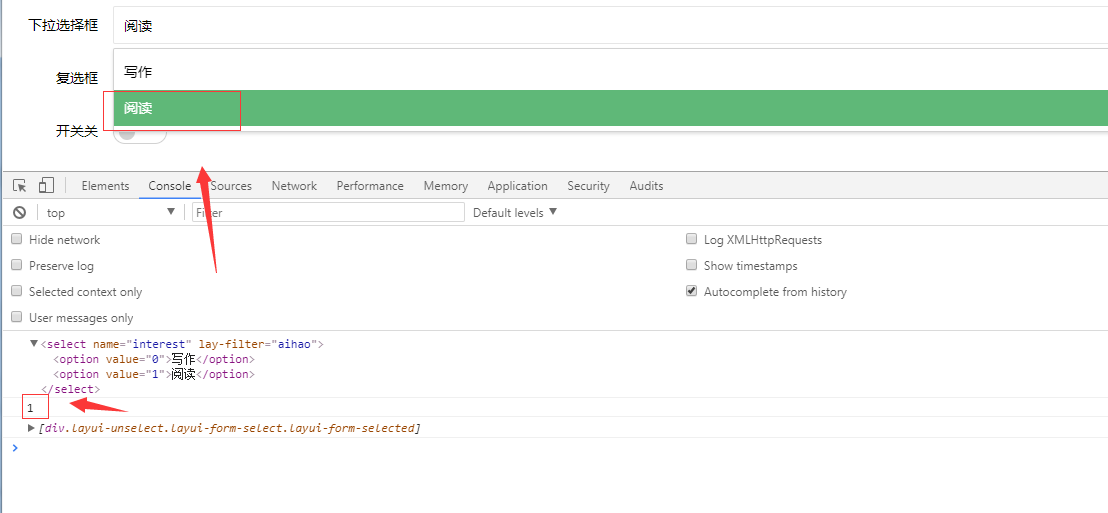 下拉选择框 阅读
复选框 写作
阅读
开关关
Elements Console Sources Network Performance Memory Application Security Audits
top Filter Default levels
Hide network Log XMLHttpRequests
Preserve log Show timestamps
Selected context only Autocomplete from history
User messages only
<select name="interest" lay-filter="aihao">
<option value="0">写作</option>
<option value="1">阅读</option>
</select>
1
[div.layui-unselect.layui-form-select.layui-form-selected]